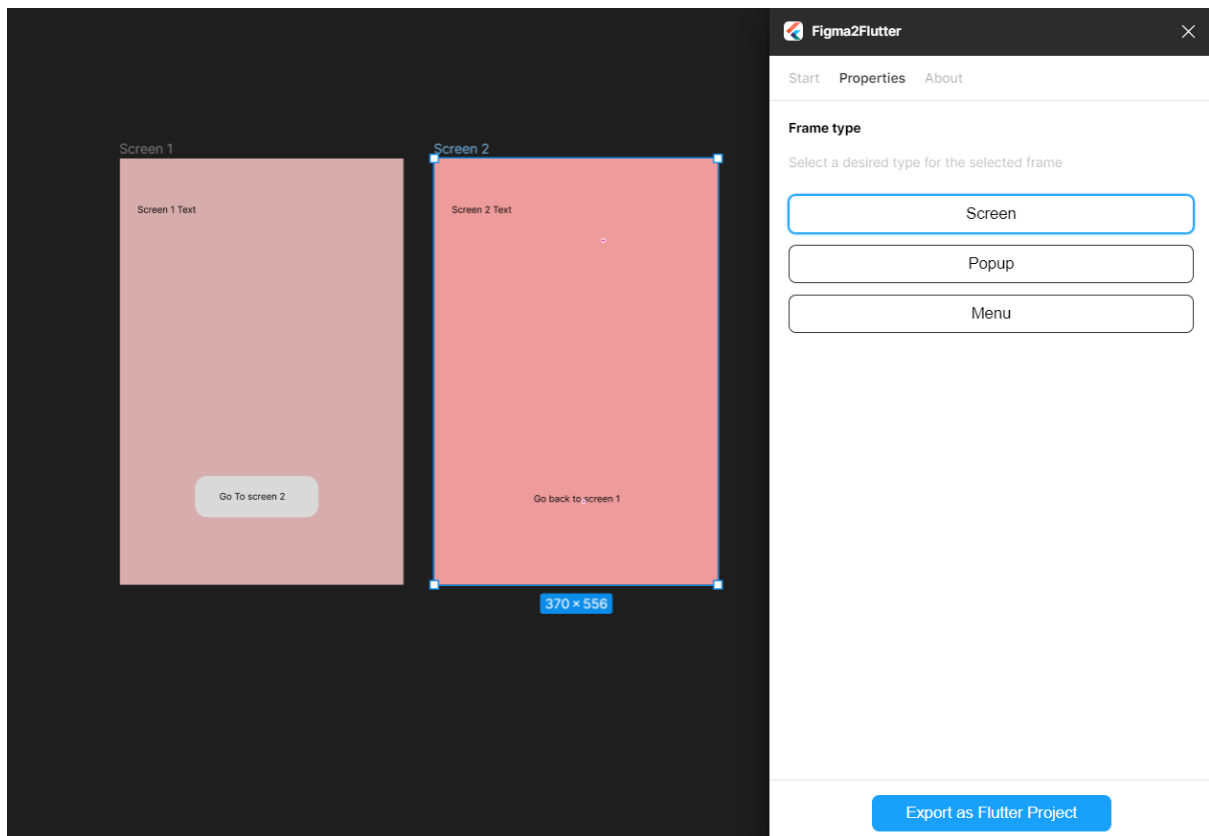 Figma2Flutter
Start Properties About
Frame type
Select a desired type for the selected frame
Screen
Popup
Menu
Export as Flutter Project
Screen 1
Screen 1 Text
Go To screen 2
Screen 2
Screen 2 Text
Go back to screen 1
370 × 556